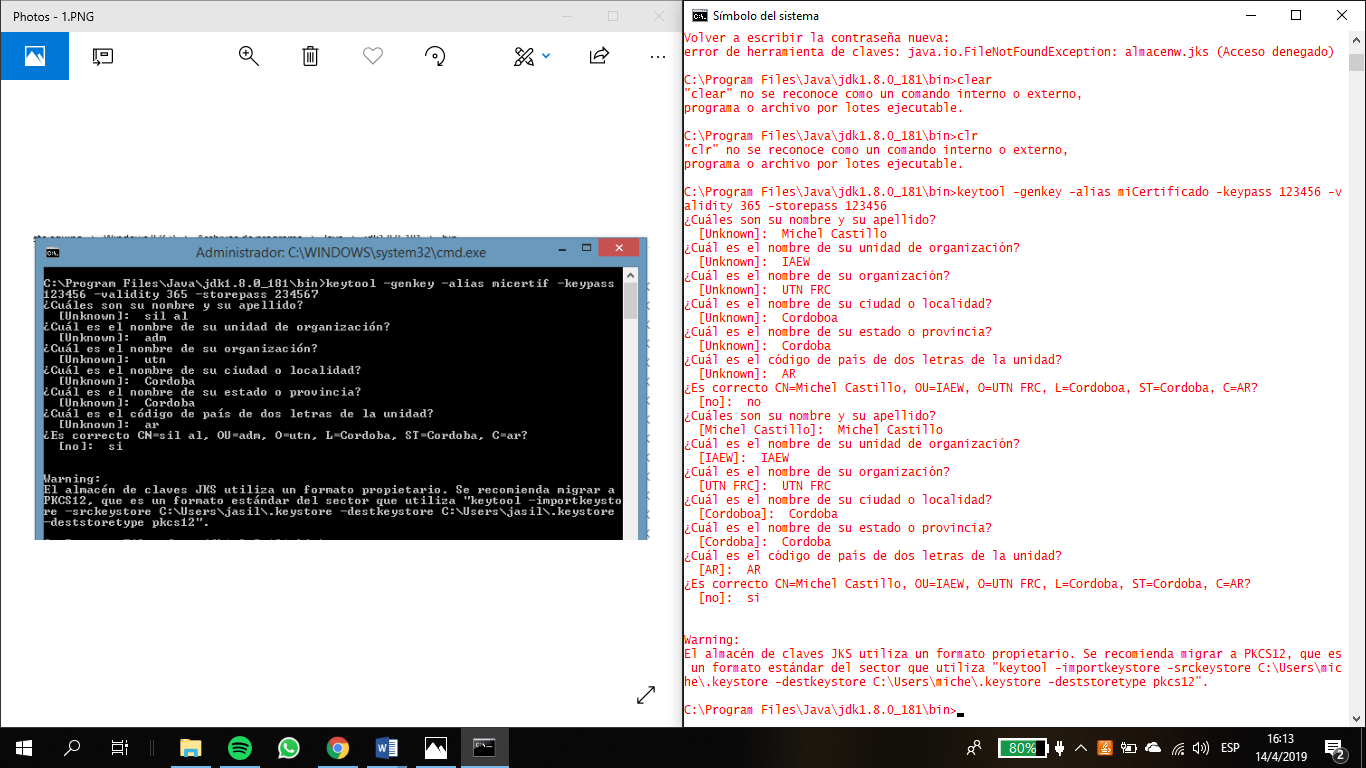 Photos - 1.PNG
Administrador: C:\WINDOWS\system32\cmd.exe
C:\Program Files\Java\jdk1.8.0_181\bin>keytool -genkey -alias micertif -keypass
123456 -validity 365 -storepass 234567
¿Cuáles son su nombre y su apellido?
[Unknown]: sil al
¿Cuál es el nombre de su unidad de organización?
[Unknown]: adm
¿Cuál es el nombre de su organización?
[Unknown]: utn
¿Cuál es el nombre de su ciudad o localidad?
[Unknown]: Cordoba
¿Cuál es el nombre de su estado o provincia?
[Unknown]: Cordoba
¿Cuál es el código de país de dos letras de la unidad?
[Unknown]: ar
¿Es correcto CN=sil al, OU=adm, O=utn, L=Cordoba, ST=Cordoba, C=ar?
[no]: si
Warning:
El almacén de claves JKS utiliza un formato propietario. Se recomienda migrar a
PKCS12, que es un formato estándar del sector que utiliza "keytool -importkeysto
re -srckeystore C:\Users\jasil\.keystore -destkeystore C:\Users\jasil\.keystore
-deststoretype pkcs12".
Símbolo del sistema
Volver a escribir la contraseña nueva:
error de herramienta de claves: java.io.FileNotFoundException: almacenw.jks (Acceso denegado)
C:\Program Files\Java\jdk1.8.0_181\bin>clear
"clear" no se reconoce como un comando interno o externo,
programa o archivo por lotes ejecutable.
C:\Program Files\Java\jdk1.8.0_181\bin>clr
"clr" no se reconoce como un comando interno o externo,
programa o archivo por lotes ejecutable.
C:\Program Files\Java\jdk1.8.0_181\bin>keytool -genkey -alias miCertificado -keypass 123456 -v
alidity 365 -storepass 123456
¿Cuáles son su nombre y su apellido?
[Unknown]: Michel Castillo
¿Cuál es el nombre de su unidad de organización?
[Unknown]: IAEW
¿Cuál es el nombre de su organización?
[Unknown]: UTN FRC
¿Cuál es el nombre de su ciudad o localidad?
[Unknown]: Cordoboa
¿Cuál es el nombre de su estado o provincia?
[Unknown]: Cordoba
¿Cuál es el código de país de dos letras de la unidad?
[Unknown]: AR
¿Es correcto CN=Michel Castillo, OU=IAEW, O=UTN FRC, L=Cordoboa, ST=Cordoba, C=AR?
[no]: no
¿Cuáles son su nombre y su apellido?
[Michel Castillo]: Michel Castillo
¿Cuál es el nombre de su unidad de organización?
[IAEW]: IAEW
¿Cuál es el nombre de su organización?
[UTN FRC]: UTN FRC
¿Cuál es el nombre de su ciudad o localidad?
[Cordoboa]: Cordoba
¿Cuál es el nombre de su estado o provincia?
[Cordoba]: Cordoba
¿Cuál es el código de país de dos letras de la unidad?
[AR]: AR
¿Es correcto CN=Michel Castillo, OU=IAEW, O=UTN FRC, L=Cordoba, ST=Cordoba, C=AR?
[no]: si
Warning:
El almacén de claves JKS utiliza un formato propietario. Se recomienda migrar a PKCS12, que es
un formato estándar del sector que utiliza "keytool -importkeystore -srckeystore C:\Users\mic
he\.keystore -destkeystore C:\Users\miche\.keystore -deststoretype pkcs12".
C:\Program Files\Java\jdk1.8.0_181\bin>
80%
ESP
16:13
14/4/2019
2